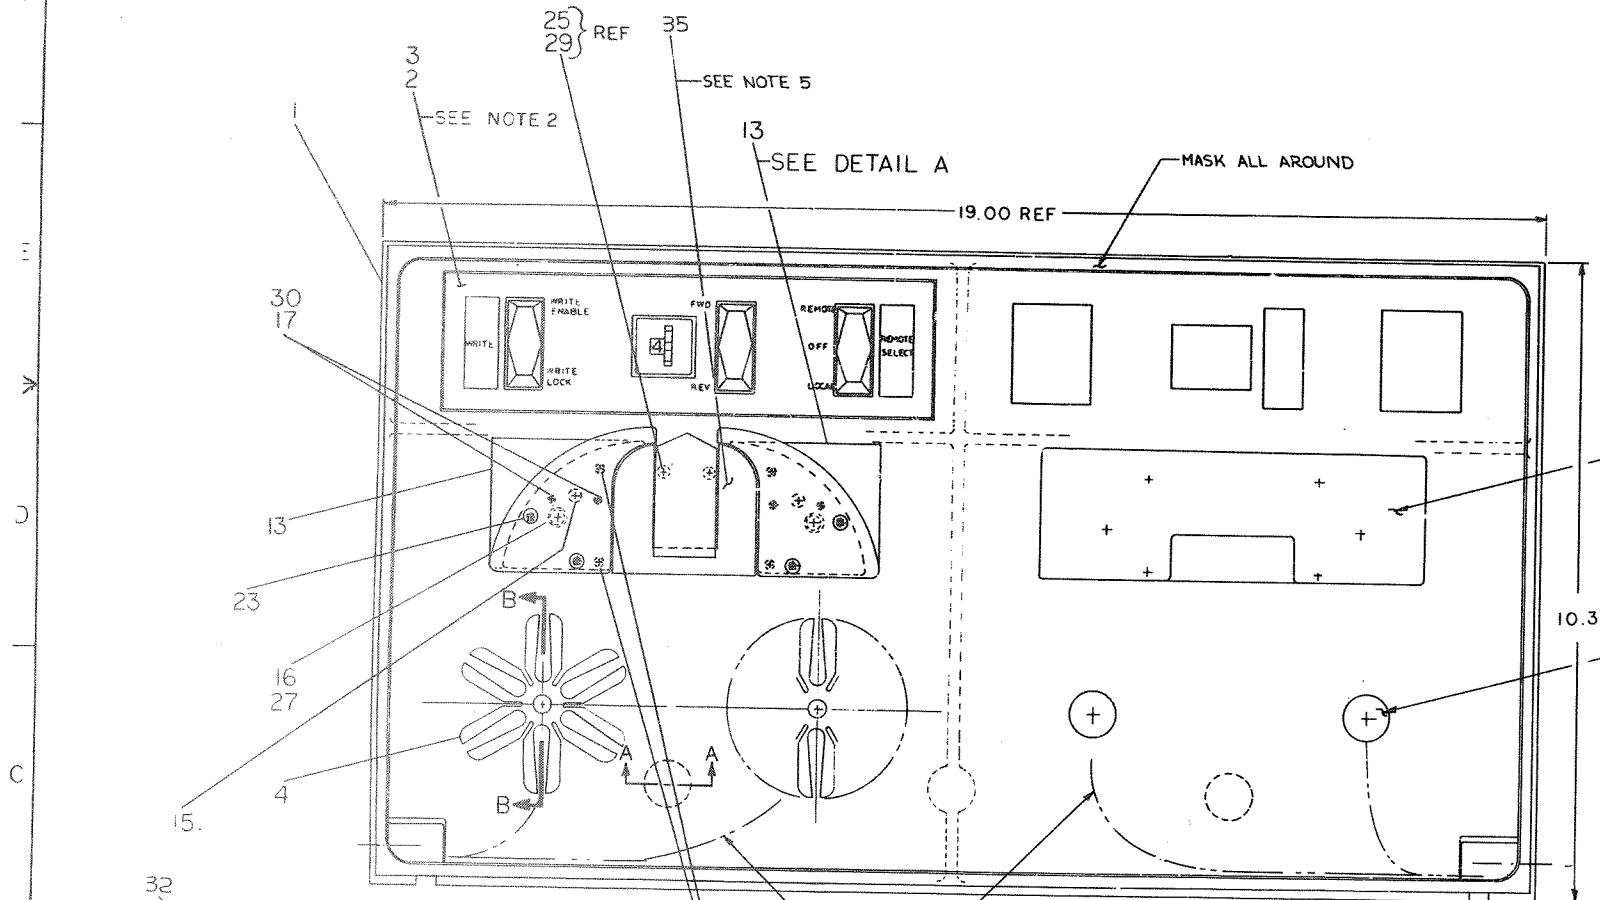 25
29 } REF
35
3
2
SEE NOTE 2
SEE NOTE 5
1
13
SEE DETAIL A
MASK ALL AROUND
19.00 REF
E
30
17
WRITE
WRITE
ENABLE
WRITE
LOCK
4
FWD
REV
REMOTE
OFF
LOCAL
REMOTE
SELECT
D
13
23
B
10.3
16
27
A A
C
4
B
15.
32